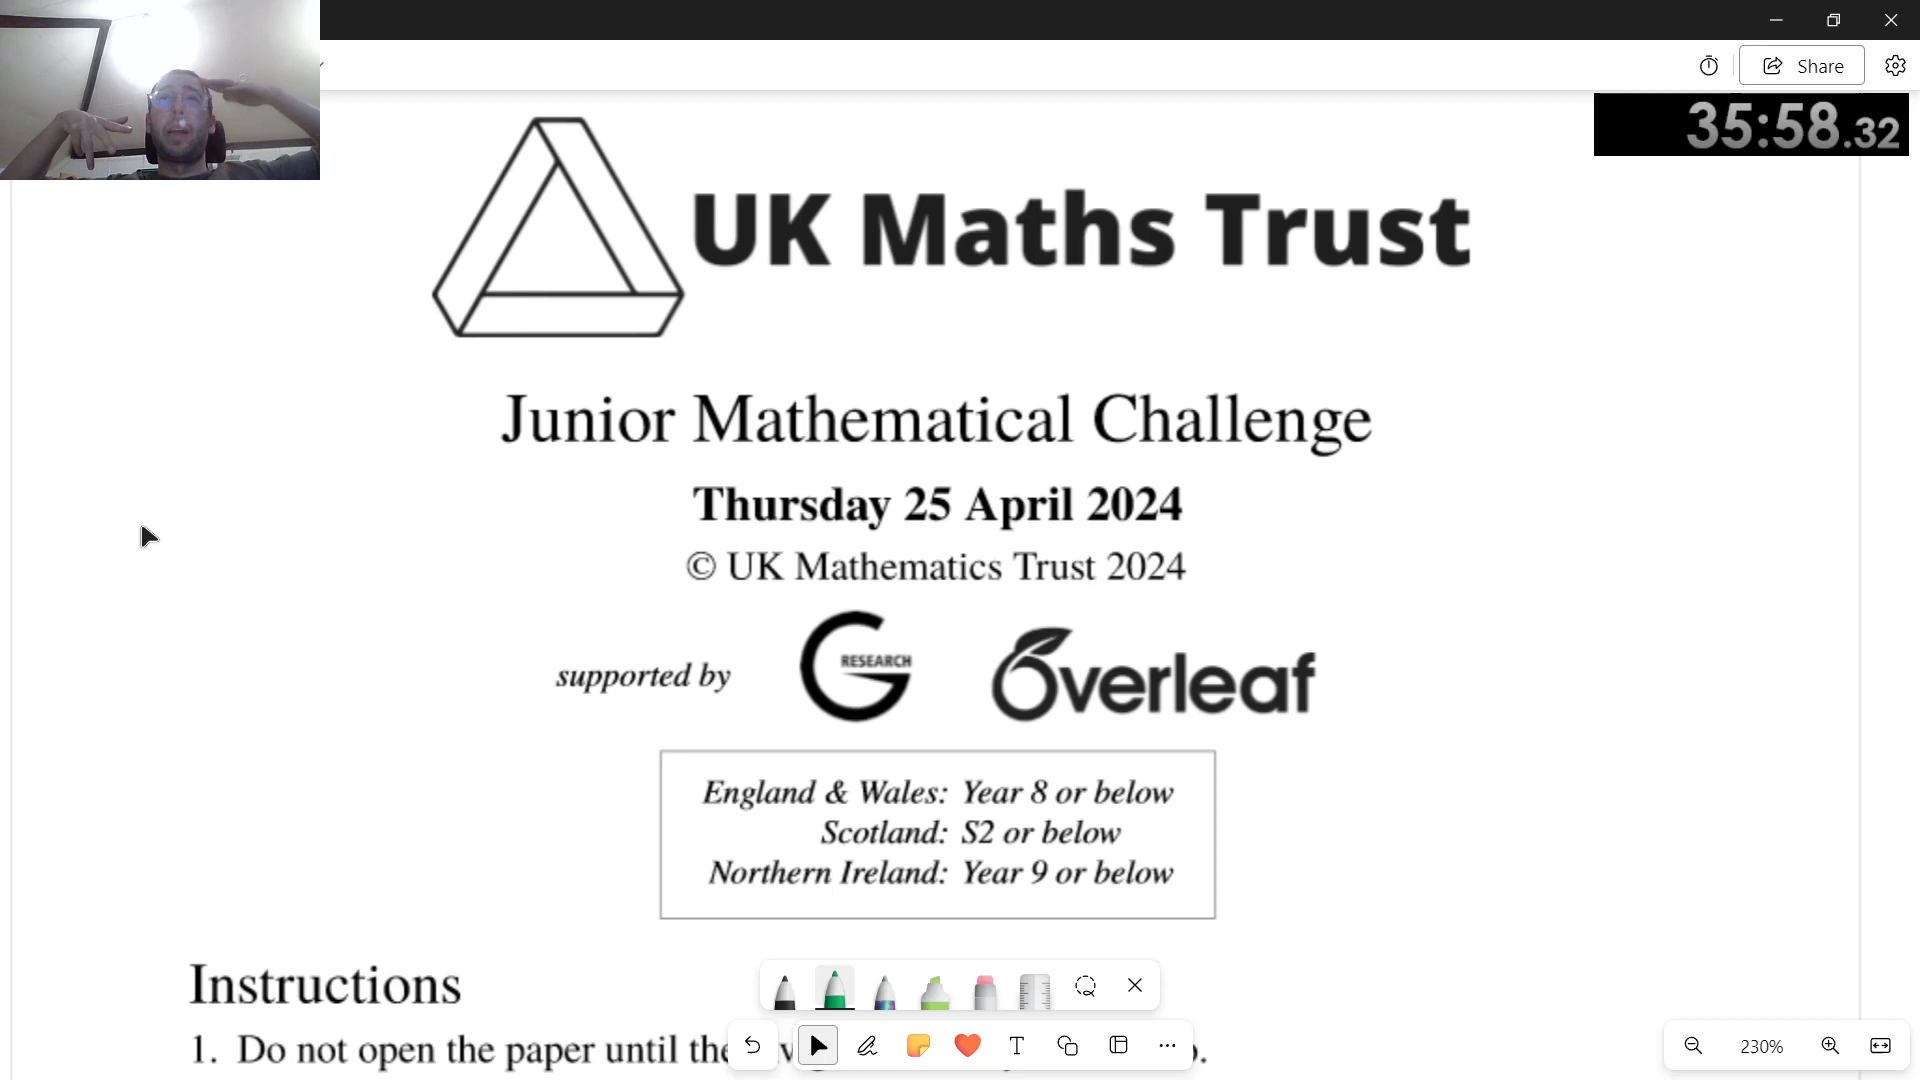 Share
35:58.32
UK Maths Trust
Junior Mathematical Challenge
Thursday 25 April 2024
© UK Mathematics Trust 2024
supported by
RESEARCH
Overleaf
England & Wales: Year 8 or below
Scotland: S2 or below
Northern Ireland: Year 9 or below
Instructions
1. Do not open the paper until the
230%